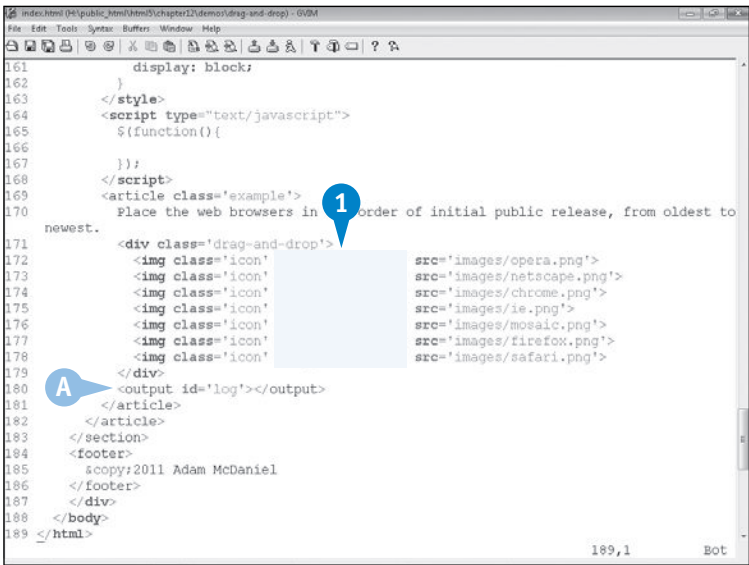 index.html (H:\public_html\html5\chapter12\demos\drag-and-drop) - GVIM
File Edit Tools Syntax Buffers Window Help
161 display: block;
162 }
163 </style>
164 <script type="text/javascript">
165 $(function(){
166
167 });
168 </script>
169 <article class='example'>
170 Place the web browsers in order of initial public release, from oldest to
newest.
1
171 <div class='drag-and-drop'>
172 <img class='icon' src='images/opera.png'>
173 <img class='icon' src='images/netscape.png'>
174 <img class='icon' src='images/chrome.png'>
175 <img class='icon' src='images/ie.png'>
176 <img class='icon' src='images/mosaic.png'>
177 <img class='icon' src='images/firefox.png'>
178 <img class='icon' src='images/safari.png'>
179 </div>
A
180 <output id='log'></output>
181 </article>
182 </article>
183 </section>
184 <footer>
185 &copy;2011 Adam McDaniel
186 </footer>
187 </div>
188 </body>
189 </html>
189,1 Bot